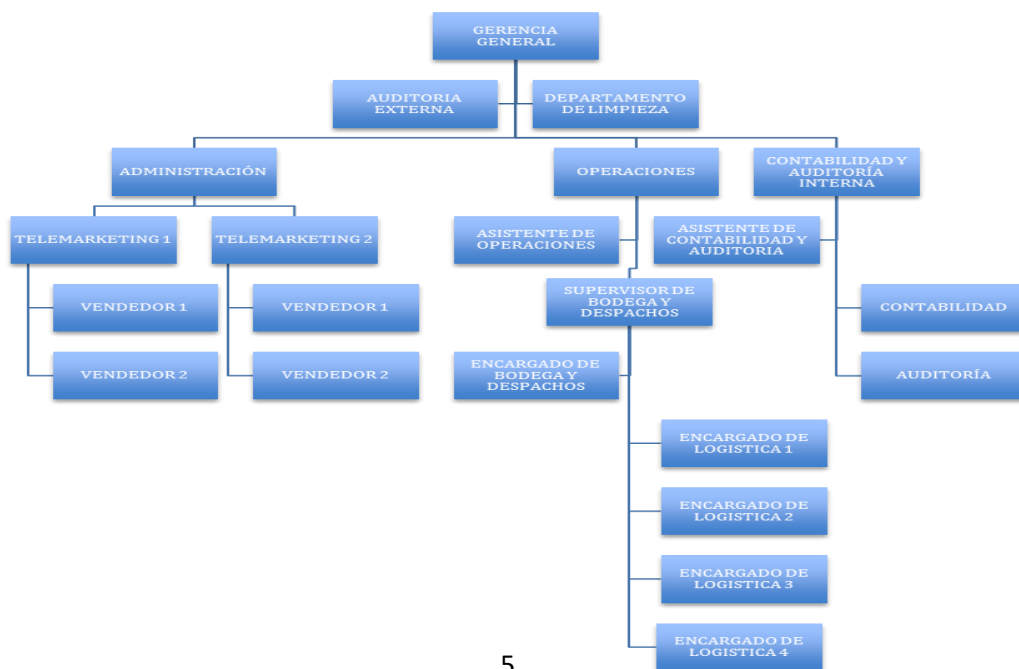 GERENCIA
GENERAL
AUDITORIA
EXTERNA
DEPARTAMENTO
DE LIMPIEZA
ADMINISTRACIÓN
OPERACIONES
CONTABILIDAD Y
AUDITORÍA
INTERNA
TELEMARKETING 1
TELEMARKETING 2
ASISTENTE DE
OPERACIONES
ASISTENTE DE
CONTABILIDAD Y
AUDITORIA
VENDEDOR 1
VENDEDOR 1
SUPERVISOR DE
BODEGA Y
DESPACHOS
CONTABILIDAD
VENDEDOR 2
VENDEDOR 2
ENCARGADO DE
BODEGA Y
DESPACHOS
AUDITORÍA
ENCARGADO DE
LOGISTICA 1
ENCARGADO DE
LOGISTICA 2
ENCARGADO DE
LOGISTICA 3
ENCARGADO DE
LOGISTICA 4
5